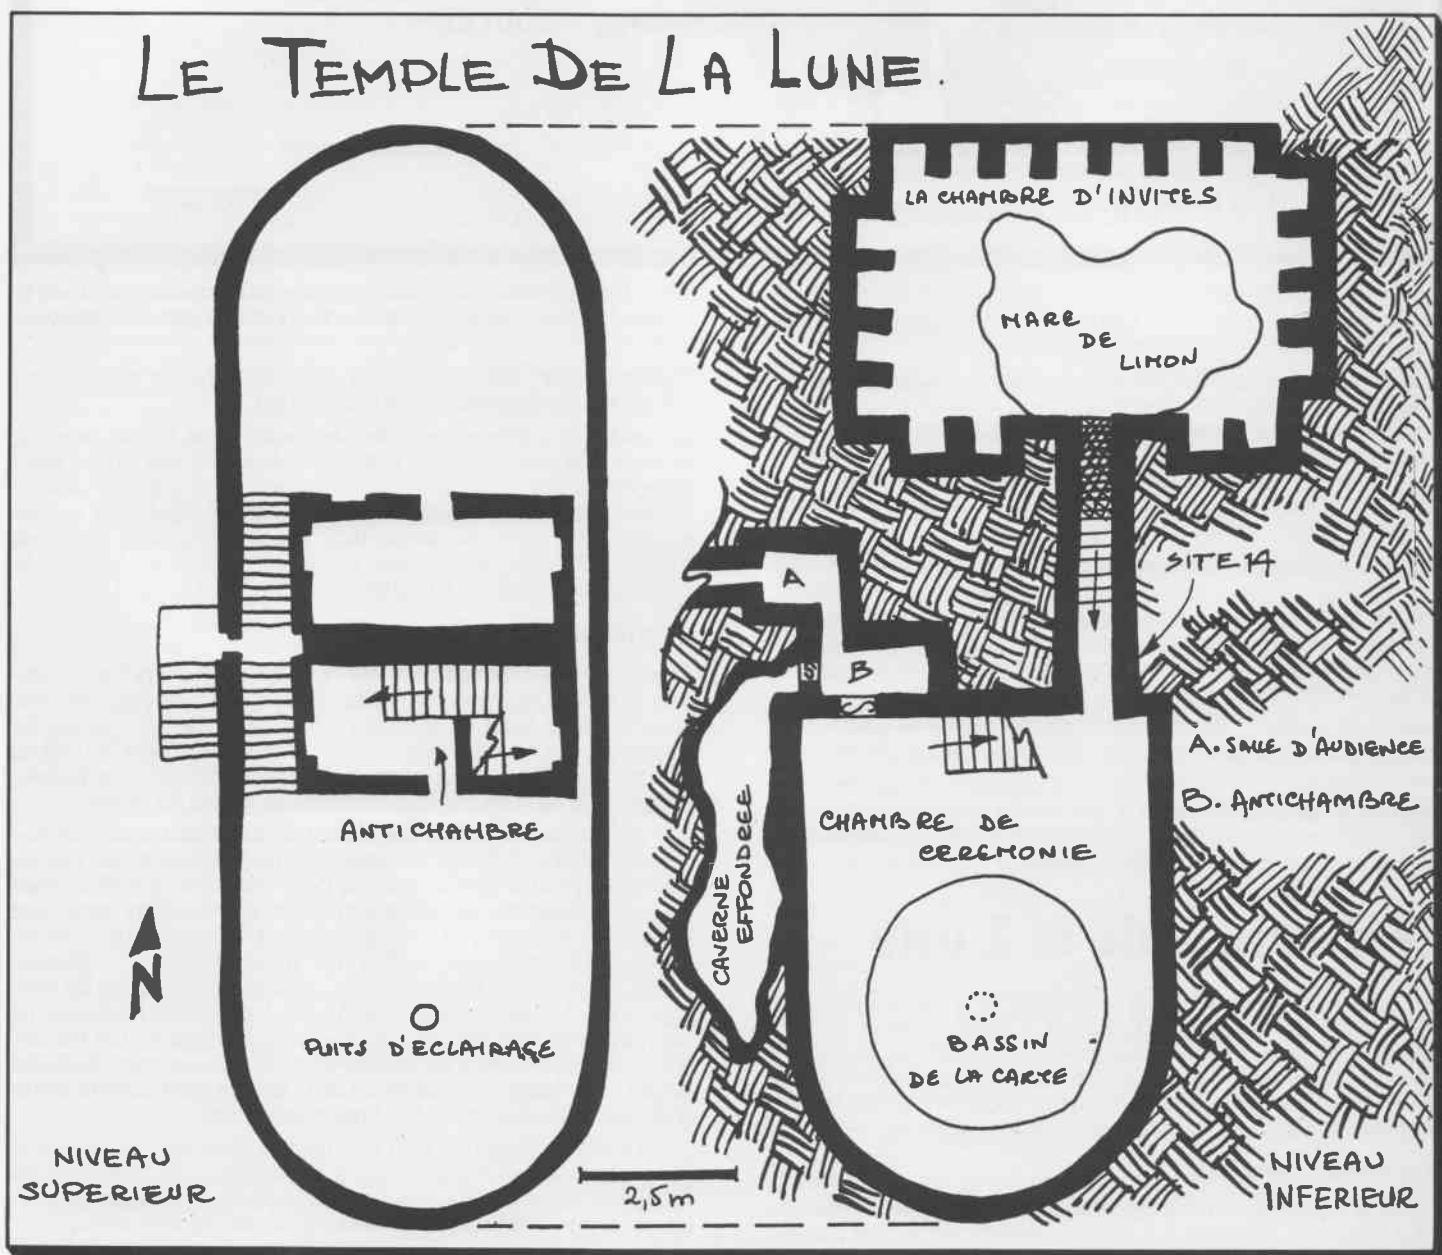 LE TEMPLE DE LA LUNE.
LA CHAMBRE D'INVITES
MARE
DE
LIMON
SITE 14
A
B
S
S
A. SALLE D'AUDIENCE
B. ANTICHAMBRE
CHAMBRE DE
CEREMONIE
CAVERNE
EFFONDREE
BASSIN
DE LA CARTE
ANTICHAMBRE
N
PUITS D'ECLAIRAGE
NIVEAU
SUPERIEUR
2,5m
NIVEAU
INFERIEUR